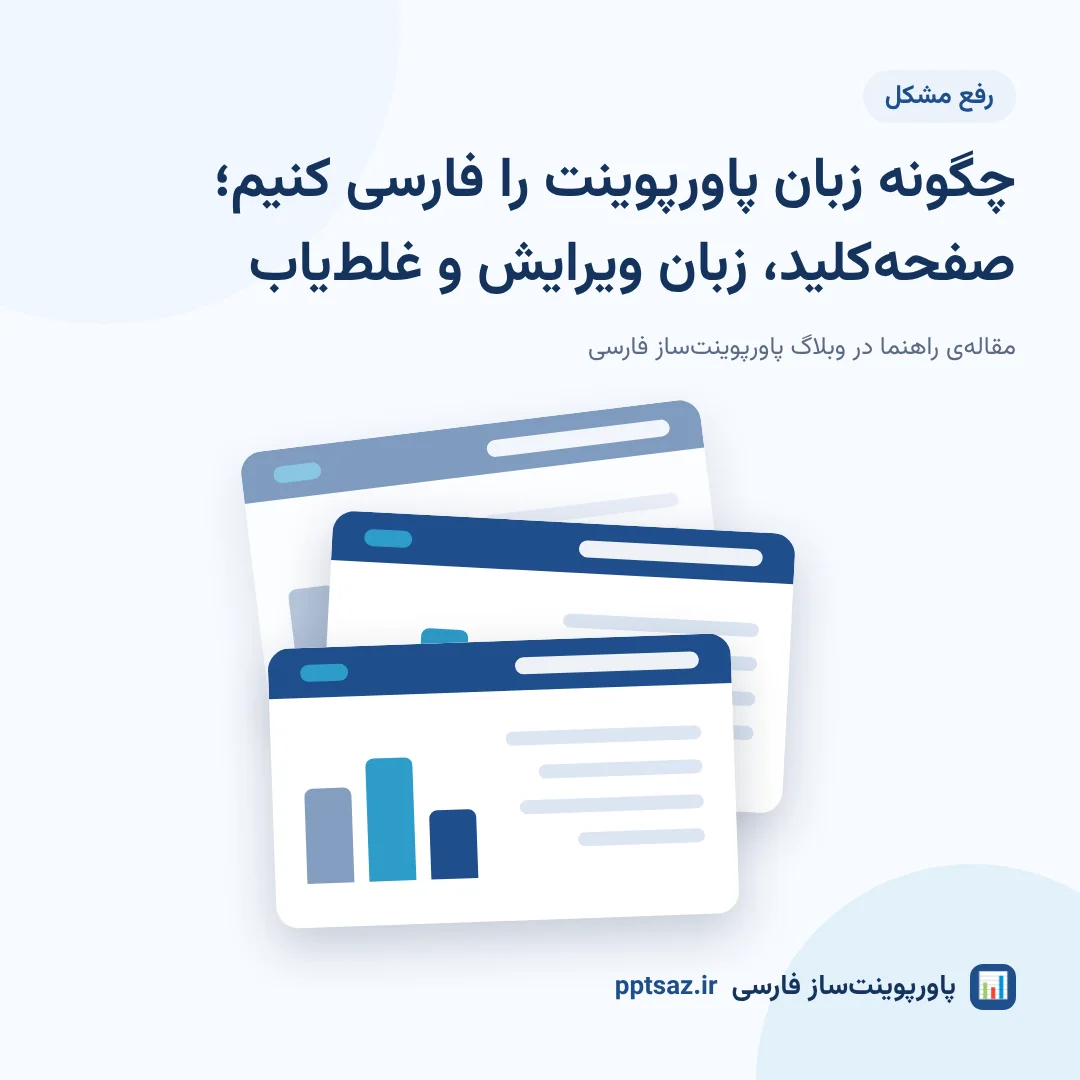 رفع مشکل
چگونه زبان پاورپوینت را فارسی کنیم؛
صفحه‌کلید، زبان ویرایش و غلط‌یاب
مقاله‌ی راهنما در وبلاگ پاورپوینت‌ساز فارسی
پاورپوینت‌ساز فارسی pptsaz.ir